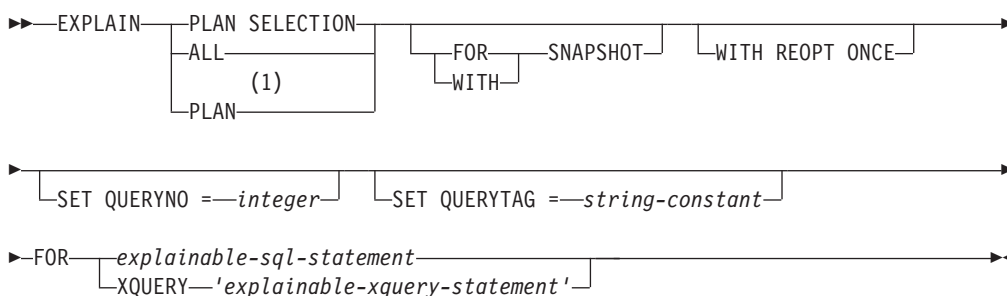 EXPLAIN PLAN SELECTION
ALL FOR SNAPSHOT WITH REOPT ONCE
(1) WITH
PLAN
SET QUERYNO = integer SET QUERYTAG = string-constant
FOR explainable-sql-statement
XQUERY 'explainable-xquery-statement'